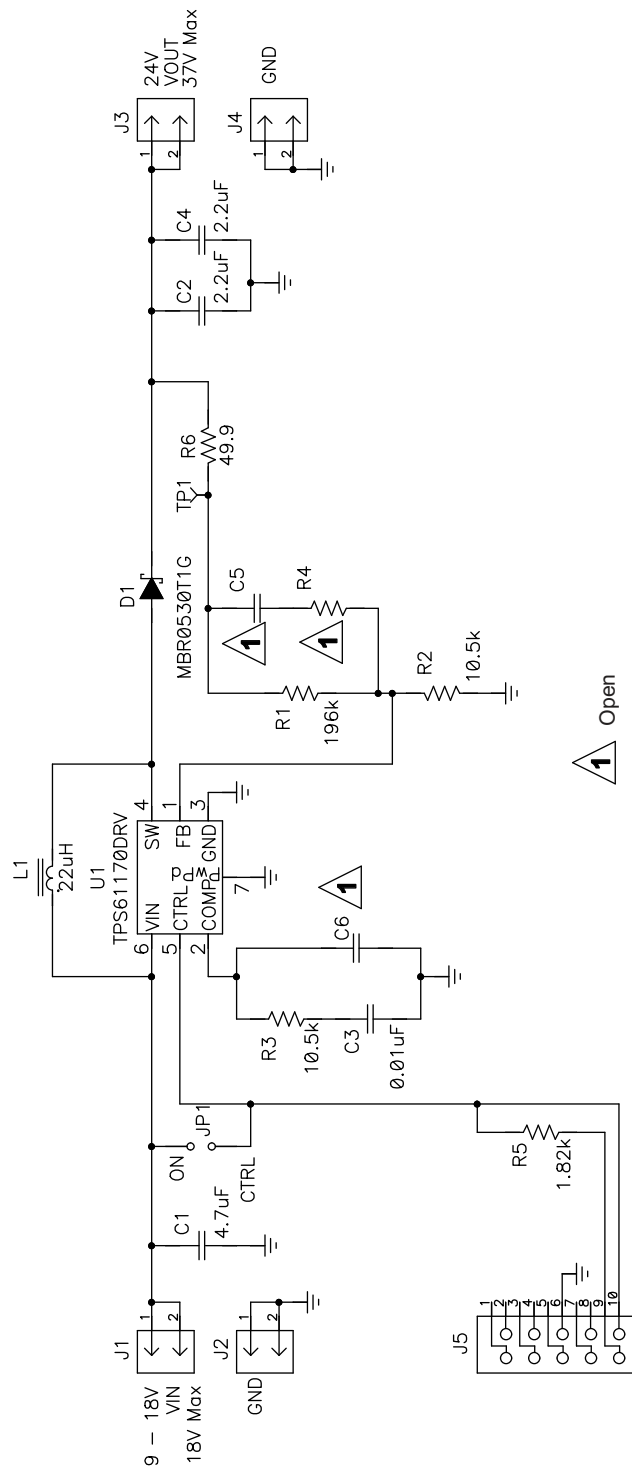 L1
22uH
U1
TPS61170DRV
6
VIN
SW
4
5
CTRL
FB
1
2
COMP
GND
3
PwPd
7
J1
1
2
9 – 18V
VIN
18V Max
J2
1
2
GND
C1
4.7uF
ON
JP1
CTRL
R3
10.5k
C3
0.01uF
C6
1
D1
MBR0530T1G
R1
196k
1
C5
1
R4
R2
10.5k
TP1
R6
49.9
C2
2.2uF
C4
2.2uF
J3
1
2
24V
VOUT
37V Max
J4
1
2
GND
J5
1
2
3
4
5
6
7
8
9
10
R5
1.82k
1 Open